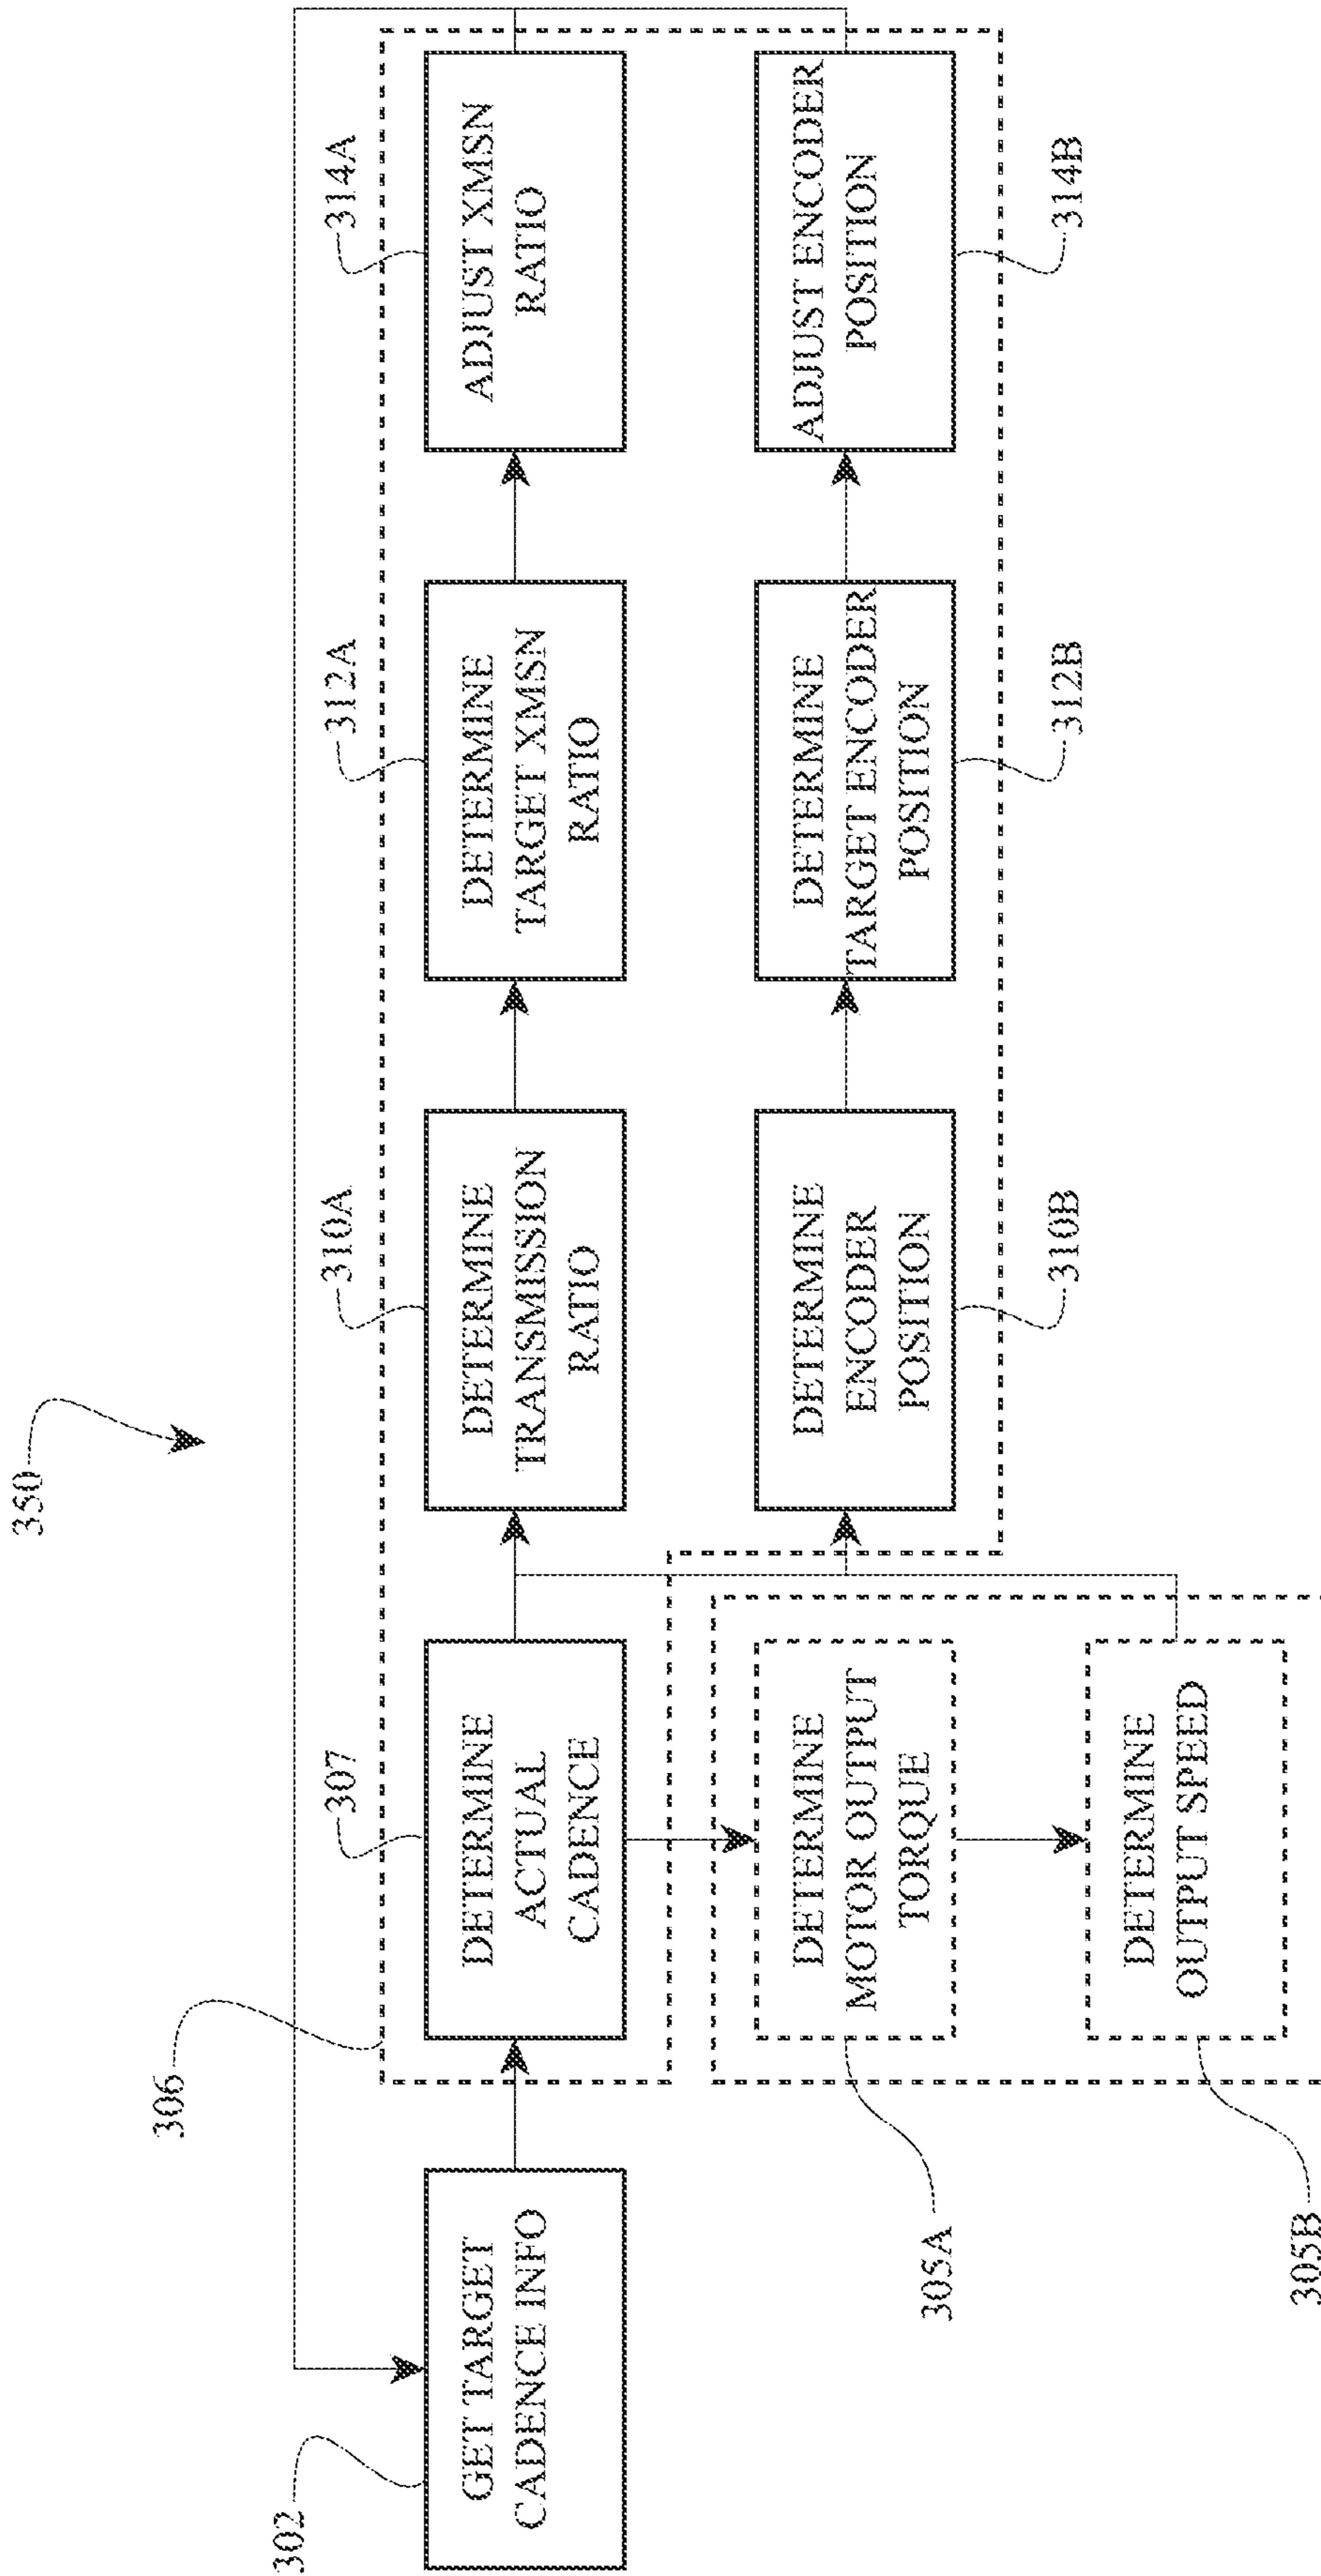 350
302
GET TARGET
CADENCE INFO
306
307
DETERMINE
ACTUAL
CADENCE
310A
DETERMINE
TRANSMISSION
RATIO
312A
DETERMINE
TARGET XMSN
RATIO
314A
ADJUST XMSN
RATIO
305A
DETERMINE
MOTOR OUTPUT
TORQUE
DETERMINE
ENCODER
POSITION
310B
DETERMINE
TARGET ENCODER
POSITION
312B
ADJUST ENCODER
POSITION
314B
305B
DETERMINE
OUTPUT SPEED